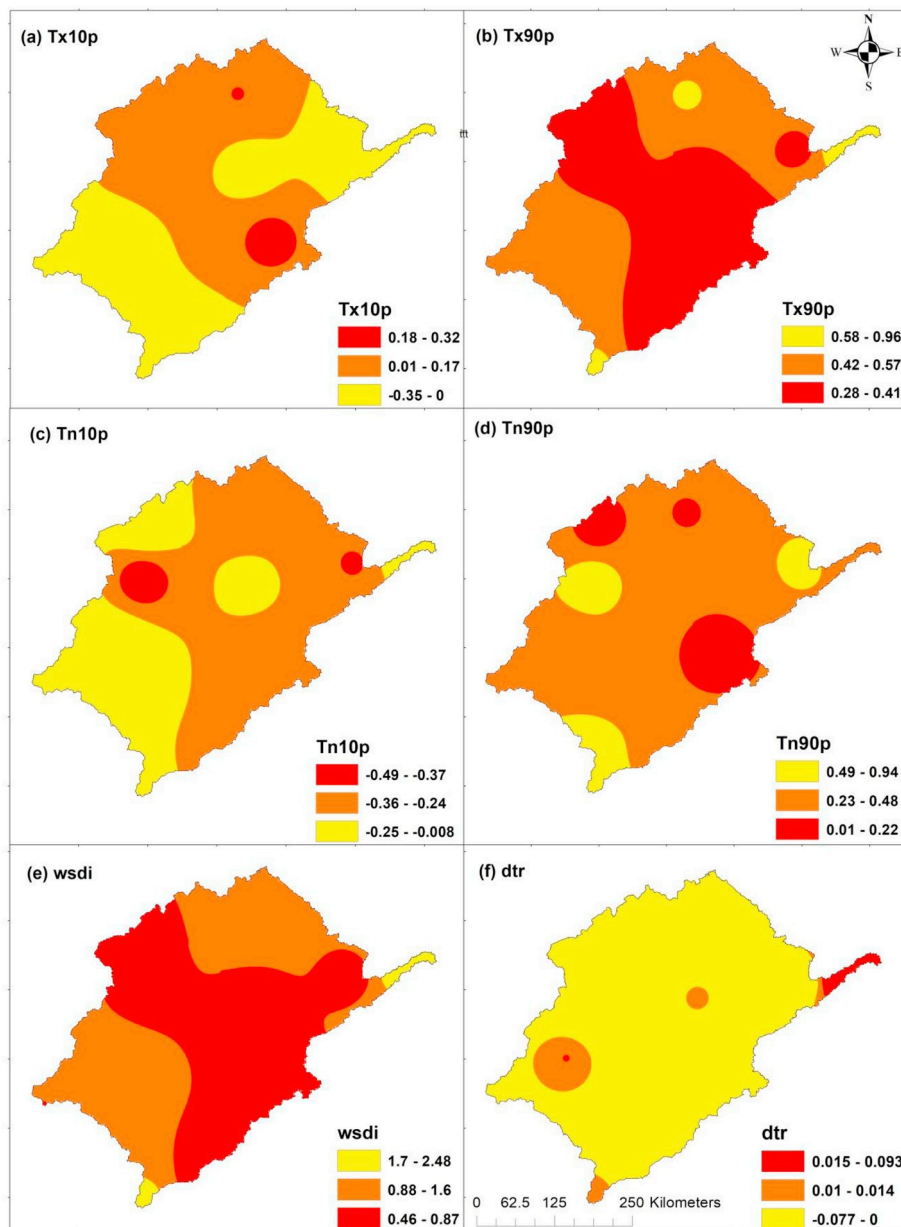 (a) Tx10p
Tx10p
0.18 - 0.32
0.01 - 0.17
-0.35 - 0
(b) Tx90p
N
W E
S
Tx90p
0.58 - 0.96
0.42 - 0.57
0.28 - 0.41
(c) Tn10p
Tn10p
-0.49 - -0.37
-0.36 - -0.24
-0.25 - -0.008
(d) Tn90p
Tn90p
0.49 - 0.94
0.23 - 0.48
0.01 - 0.22
(e) wsdi
wsdi
1.7 - 2.48
0.88 - 1.6
0.46 - 0.87
(f) dtr
dtr
0.015 - 0.093
0.01 - 0.014
-0.077 - 0
0 62.5 125 250 Kilometers